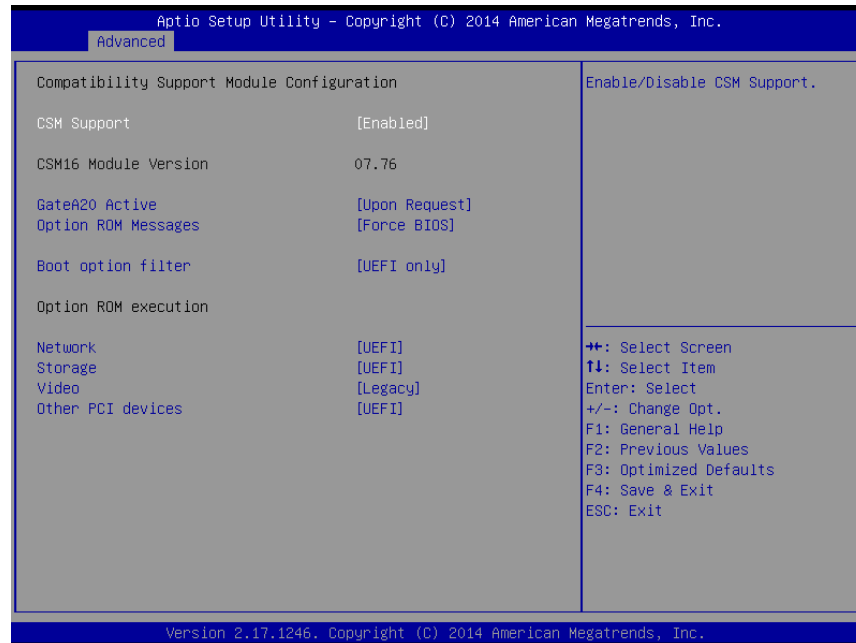 Aptio Setup Utility – Copyright (C) 2014 American Megatrends, Inc.
Advanced
Compatibility Support Module Configuration
CSM Support [Enabled]
CSM16 Module Version 07.76
GateA20 Active [Upon Request]
Option ROM Messages [Force BIOS]
Boot option filter [UEFI only]
Option ROM execution
Network [UEFI]
Storage [UEFI]
Video [Legacy]
Other PCI devices [UEFI]
Enable/Disable CSM Support.
→←: Select Screen
↑↓: Select Item
Enter: Select
+/-: Change Opt.
F1: General Help
F2: Previous Values
F3: Optimized Defaults
F4: Save & Exit
ESC: Exit
Version 2.17.1246. Copyright (C) 2014 American Megatrends, Inc.